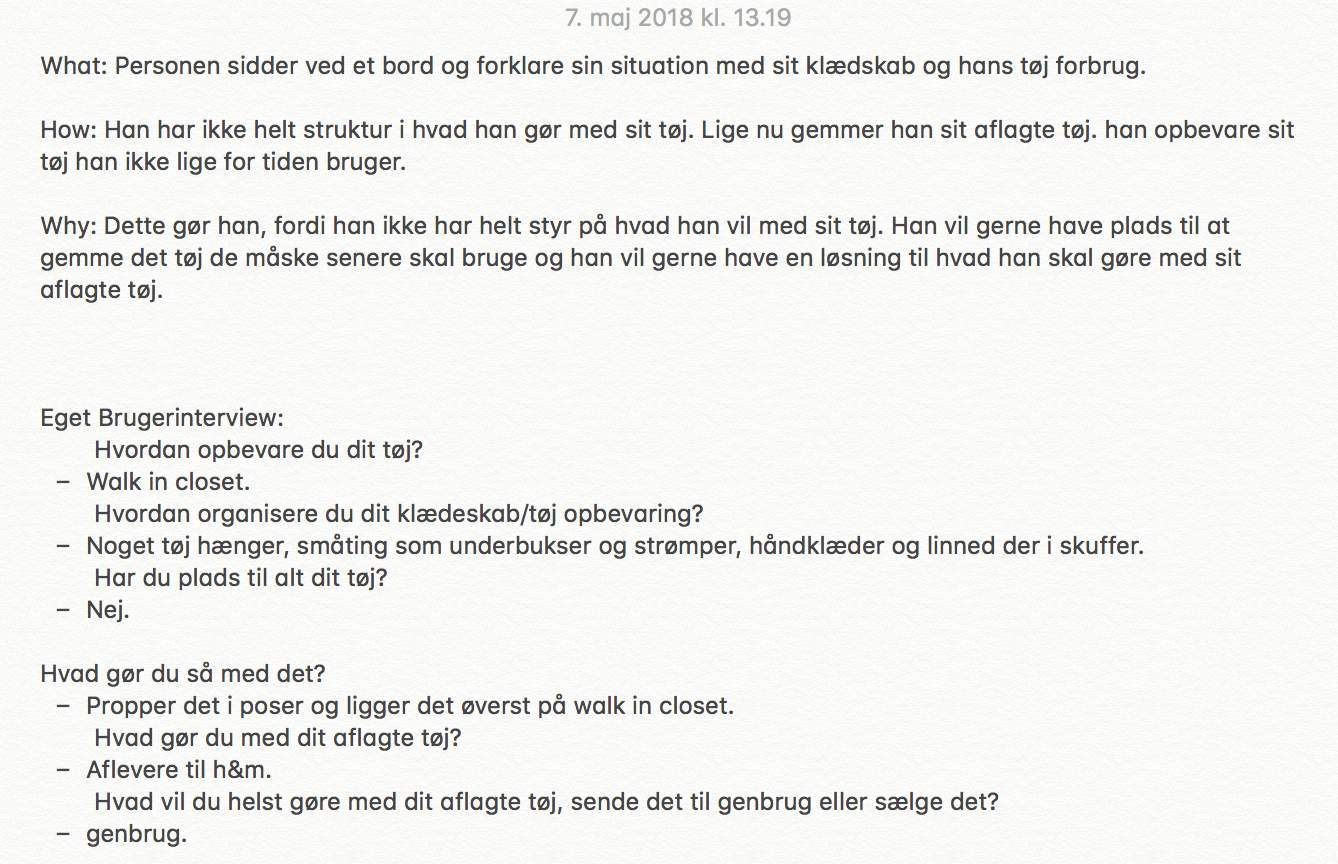 7. maj 2018 kl. 13.19
What: Personen sidder ved et bord og forklare sin situation med sit klædskab og hans tøj forbrug.
How: Han har ikke helt struktur i hvad han gør med sit tøj. Lige nu gemmer han sit aflagte tøj. han opbevare sit
tøj han ikke lige for tiden bruger.
Why: Dette gør han, fordi han ikke har helt styr på hvad han vil med sit tøj. Han vil gerne have plads til at
gemme det tøj de måske senere skal bruge og han vil gerne have en løsning til hvad han skal gøre med sit
aflagte tøj.
Eget Brugerinterview:
Hvordan opbevare du dit tøj?
– Walk in closet.
Hvordan organisere du dit klædeskab/tøj opbevaring?
– Noget tøj hænger, småting som underbukser og strømper, håndklæder og linned der i skuffer.
Har du plads til alt dit tøj?
– Nej.
Hvad gør du så med det?
– Propper det i poser og ligger det øverst på walk in closet.
Hvad gør du med dit aflagte tøj?
– Aflevere til h&m.
Hvad vil du helst gøre med dit aflagte tøj, sende det til genbrug eller sælge det?
– genbrug.